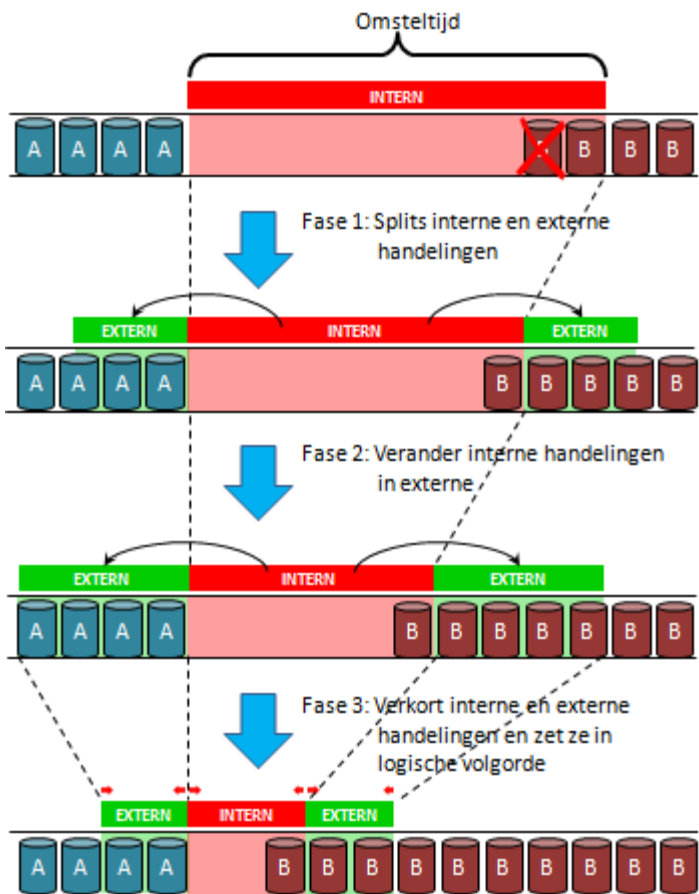 Omsteltijd
INTERN
A A A A B B B B
Fase 1: Splits interne en externe
handelingen
EXTERN INTERN EXTERN
A A A A B B B B B
Fase 2: Verander interne handelingen
in externe
EXTERN INTERN EXTERN
A A A A B B B B B B B
Fase 3: Verkort interne en externe
handelingen en zet ze in
logische volgorde
EXTERN INTERN EXTERN
A A A A B B B B B B B B B B